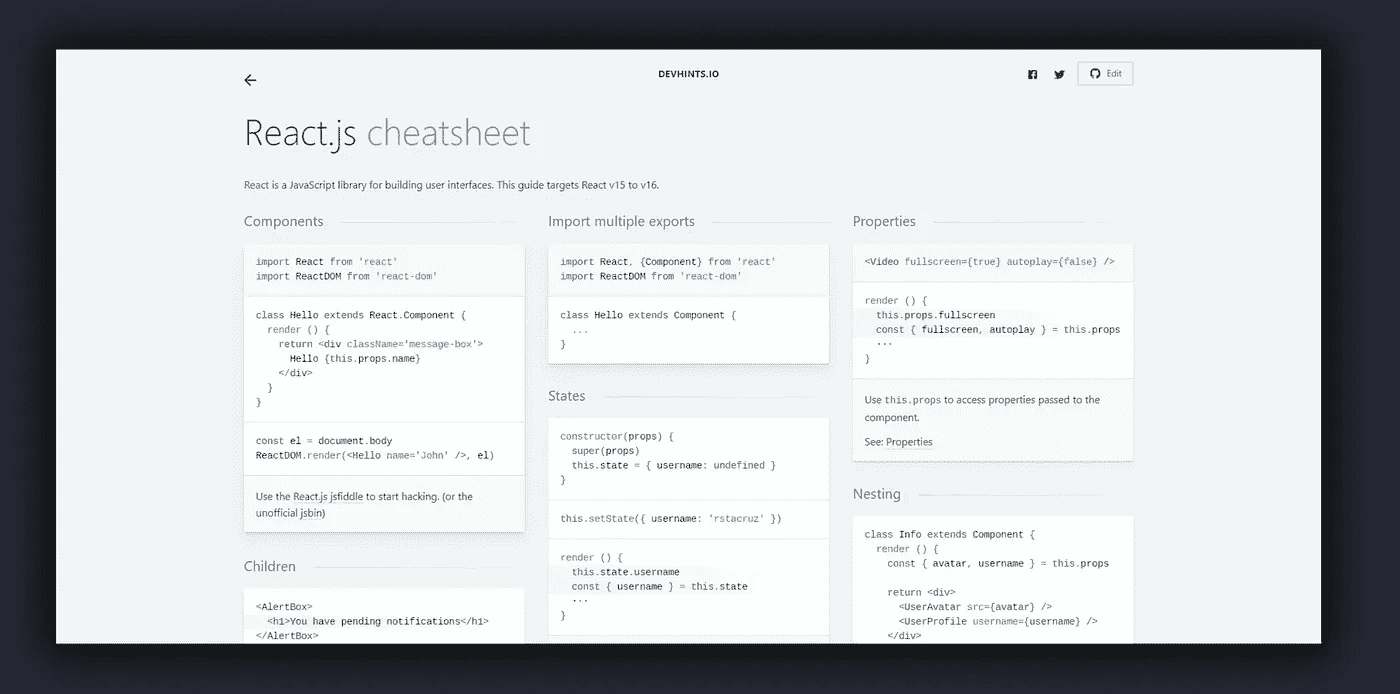 DEVHINTS.IO
Edit
React.js cheatsheet
React is a JavaScript library for building user interfaces. This guide targets React v15 to v16.
Components
import React from 'react'
import ReactDOM from 'react-dom'
class Hello extends React.Component {
render () {
return <div className='message-box'>
Hello {this.props.name}
</div>
}
}
const el = document.body
ReactDOM.render(<Hello name='John' />, el)
Use the React.js jsfiddle to start hacking. (or the
unofficial jsbin)
Children
<AlertBox>
<h1>You have pending notifications</h1>
</AlertBox>
Import multiple exports
import React, {Component} from 'react'
import ReactDOM from 'react-dom'
class Hello extends Component {
...
}
States
constructor(props) {
super(props)
this.state = { username: undefined }
}
this.setState({ username: 'rstacruz' })
render () {
this.state.username
const { username } = this.state
...
}
Properties
<Video fullscreen={true} autoplay={false} />
render () {
this.props.fullscreen
const { fullscreen, autoplay } = this.props
...
}
Use this.props to access properties passed to the
component.
See: Properties
Nesting
class Info extends Component {
render () {
const { avatar, username } = this.props
return <div>
<UserAvatar src={avatar} />
<UserProfile username={username} />
</div>